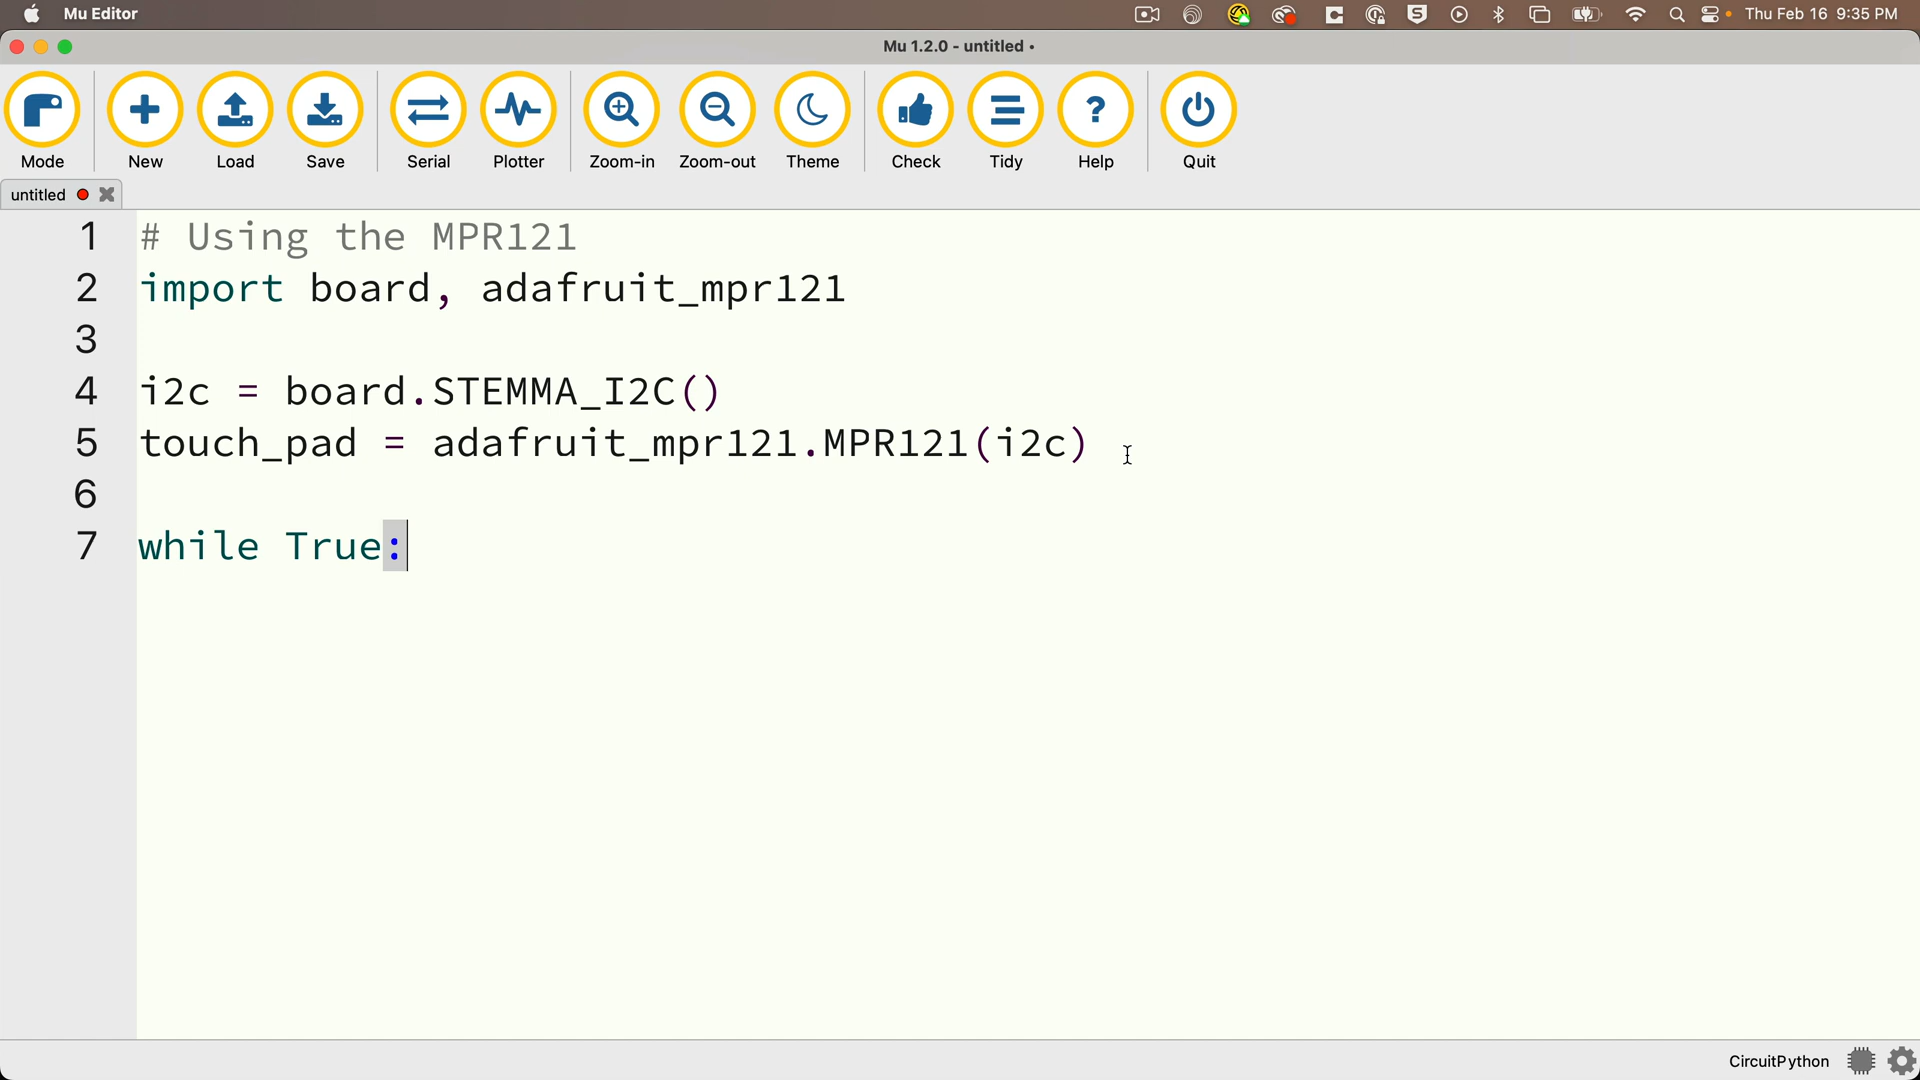 Mu Editor
Thu Feb 16 9:35 PM
Mu 1.2.0 - untitled •
Mode New Load Save Serial Plotter Zoom-in Zoom-out Theme Check Tidy Help Quit
untitled
1 # Using the MPR121
2 import board, adafruit_mpr121
3
4 i2c = board.STEMMA_I2C()
5 touch_pad = adafruit_mpr121.MPR121(i2c)
6
7 while True:
CircuitPython